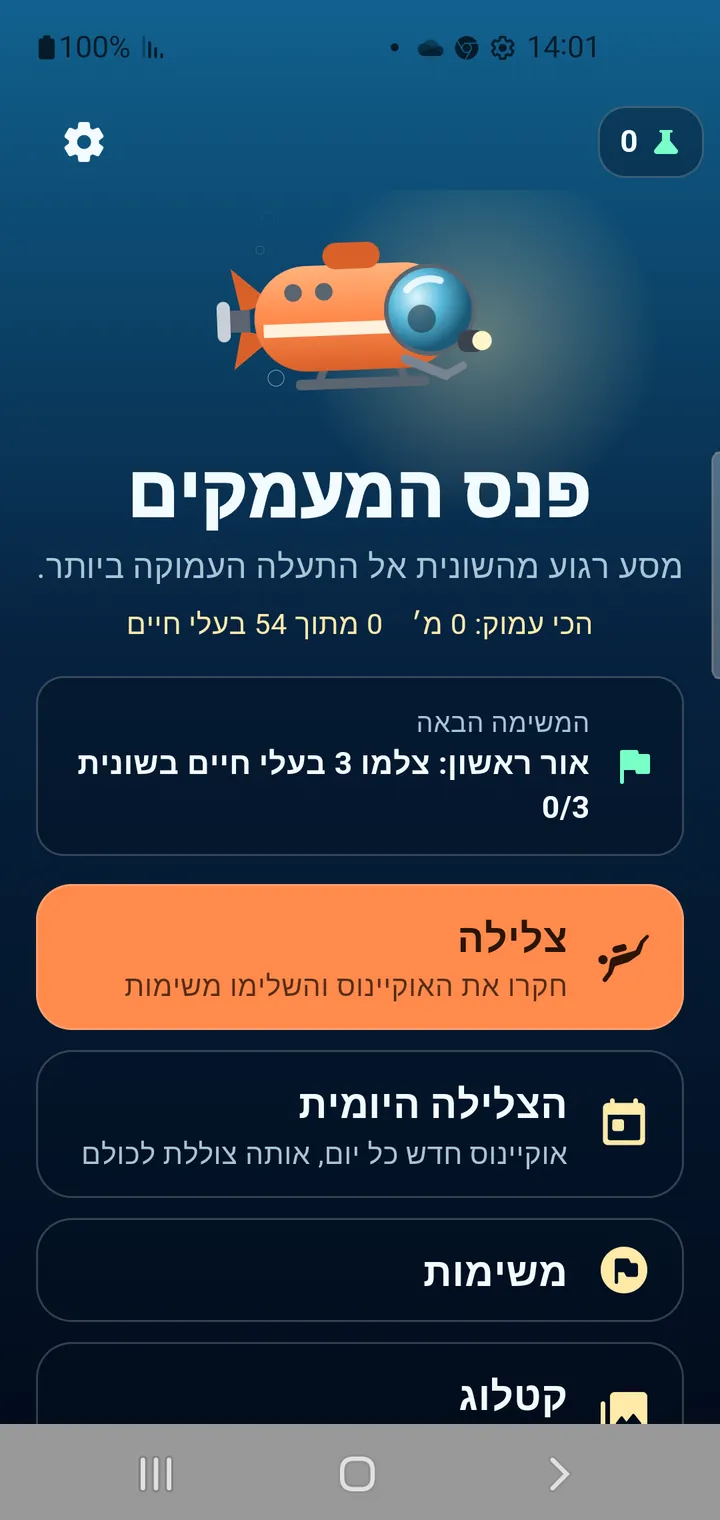 100%
14:01
0
פנס המעמקים
מסע רגוע מהשונית אל התעלה העמוקה ביותר.
הכי עמוק: 0 מ׳ 0 מתוך 54 בעלי חיים
המשימה הבאה
אור ראשון: צלמו 3 בעלי חיים בשונית
0/3
צלילה
חקרו את האוקיינוס והשלימו משימות
הצלילה היומית
אוקיינוס חדש כל יום, אותה צוללת לכולם
משימות
קטלוג